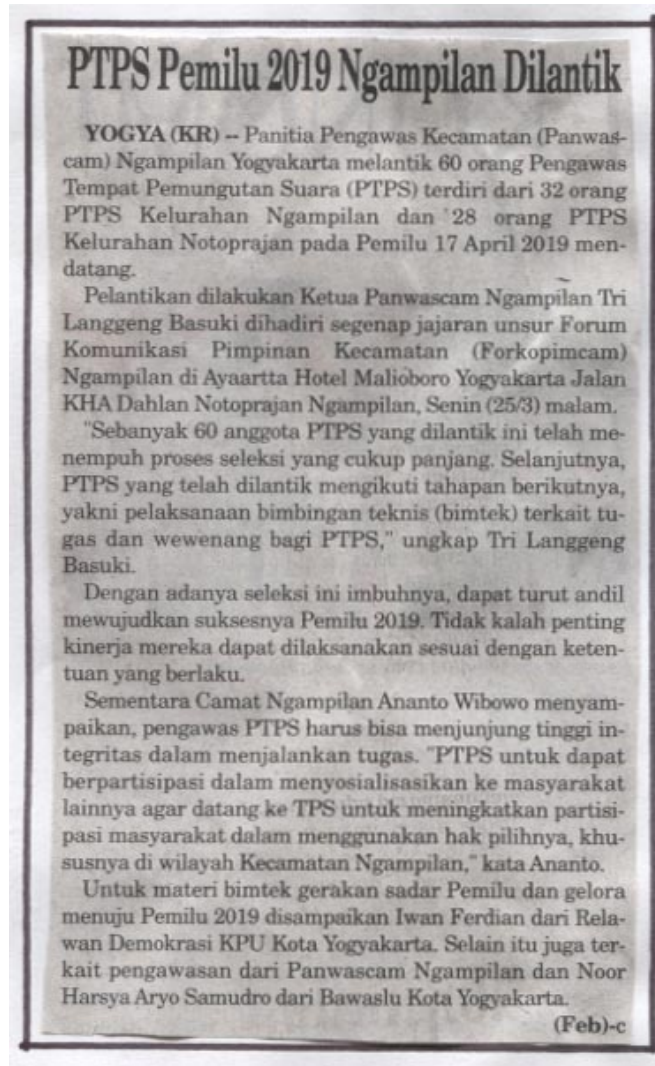 PTPS Pemilu 2019 Ngampilan Dilantik
YOGYA (KR) -- Panitia Pengawas Kecamatan (Panwas-
cam) Ngampilan Yogyakarta melantik 60 orang Pengawas
Tempat Pemungutan Suara (PTPS) terdiri dari 32 orang
PTPS Kelurahan Ngampilan dan 28 orang PTPS
Kelurahan Notoprajan pada Pemilu 17 April 2019 men-
datang.
Pelantikan dilakukan Ketua Panwascam Ngampilan Tri
Langgeng Basuki dihadiri segenap jajaran unsur Forum
Komunikasi Pimpinan Kecamatan (Forkopimcam)
Ngampilan di Ayaartta Hotel Malioboro Yogyakarta Jalan
KHA Dahlan Notoprajan Ngampilan, Senin (25/3) malam.
"Sebanyak 60 anggota PTPS yang dilantik ini telah me-
nempuh proses seleksi yang cukup panjang. Selanjutnya,
PTPS yang telah dilantik mengikuti tahapan berikutnya,
yakni pelaksanaan bimbingan teknis (bimtek) terkait tu-
gas dan wewenang bagi PTPS," ungkap Tri Langgeng
Basuki.
Dengan adanya seleksi ini imbuhnya, dapat turut andil
mewujudkan suksesnya Pemilu 2019. Tidak kalah penting
kinerja mereka dapat dilaksanakan sesuai dengan keten-
tuan yang berlaku.
Sementara Camat Ngampilan Ananto Wibowo menyam-
paikan, pengawas PTPS harus bisa menjunjung tinggi in-
tegritas dalam menjalankan tugas. "PTPS untuk dapat
berpartisipasi dalam menyosialisasikan ke masyarakat
lainnya agar datang ke TPS untuk meningkatkan partisi-
pasi masyarakat dalam menggunakan hak pilihnya, khu-
susnya di wilayah Kecamatan Ngampilan," kata Ananto.
Untuk materi bimtek gerakan sadar Pemilu dan gelora
menuju Pemilu 2019 disampaikan Iwan Ferdian dari Rela-
wan Demokrasi KPU Kota Yogyakarta. Selain itu juga ter-
kait pengawasan dari Panwascam Ngampilan dan Noor
Harsya Aryo Samudro dari Bawaslu Kota Yogyakarta.
(Feb)-c